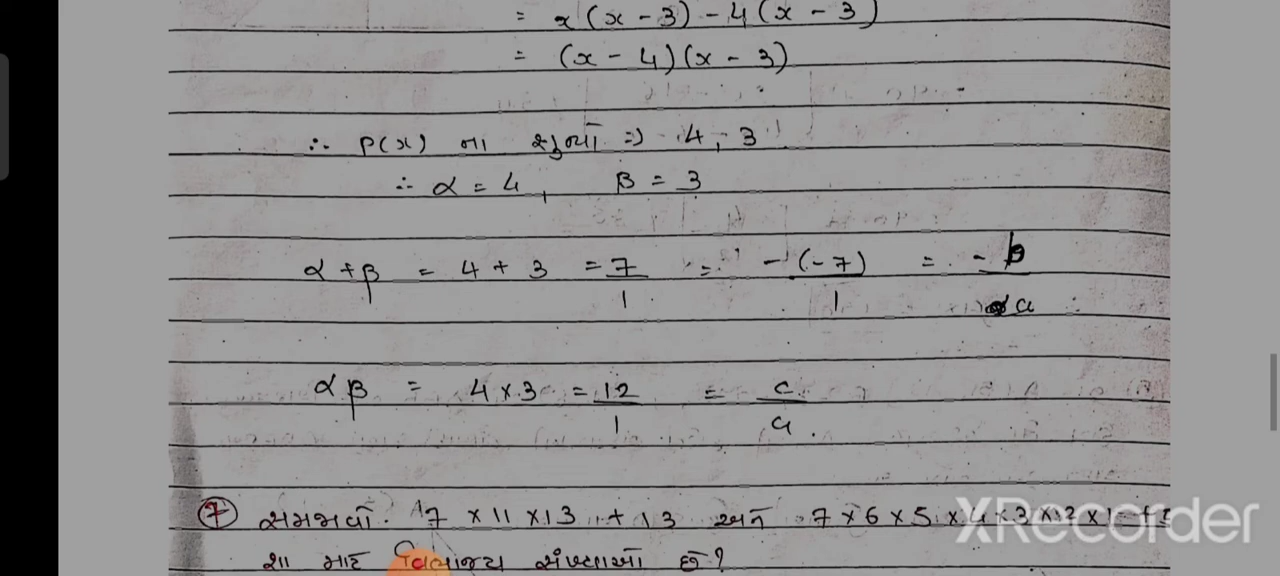 = x(x - 3) - 4(x - 3)
= (x - 4)(x - 3)
∴ P(x) ના શૂન્યો ⇒ 4, 3
∴ α = 4, β = 3
α + β = 4 + 3 = 7/1 = -(-7)/1 = -b/a
αβ = 4 × 3 = 12/1 = c/a
(7) સમજાવો. 7 × 11 × 13 + 13 અને 7 × 6 × 5 × 4 × 3 × 2 × 1 + 5
શા માટે વિભાજ્ય સંખ્યાઓ છે?
XRecorder